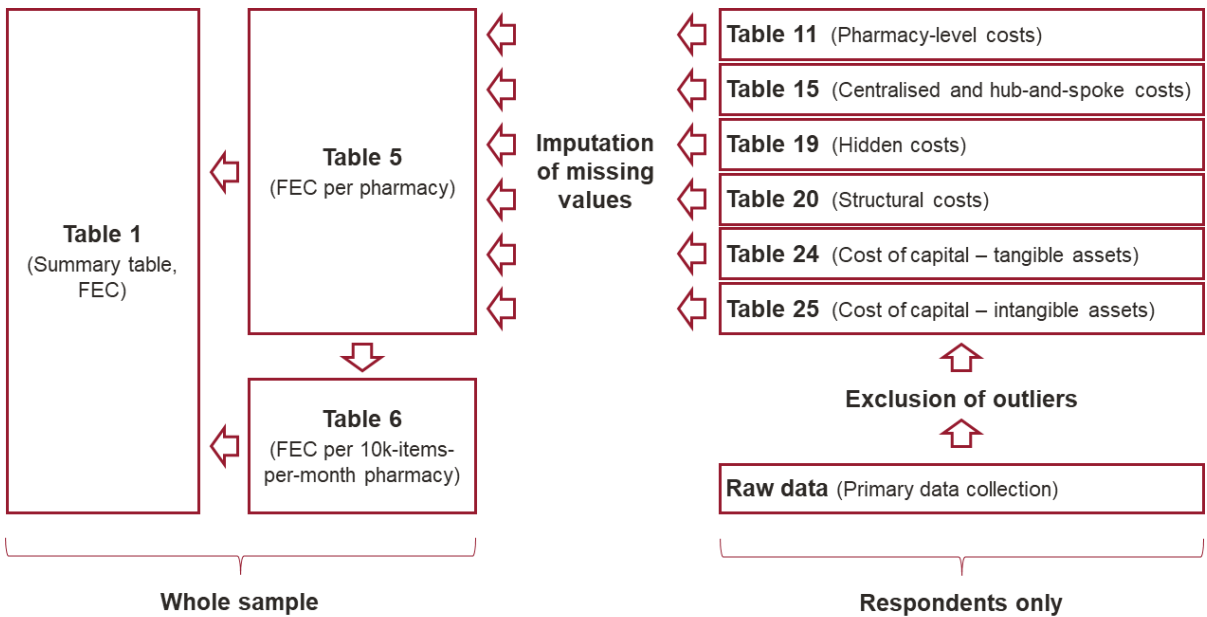 Table 1
(Summary table,
FEC)
Table 5
(FEC per pharmacy)
Table 6
(FEC per 10k-items-
per-month pharmacy)
Whole sample
Imputation
of missing
values
Table 11 (Pharmacy-level costs)
Table 15 (Centralised and hub-and-spoke costs)
Table 19 (Hidden costs)
Table 20 (Structural costs)
Table 24 (Cost of capital – tangible assets)
Table 25 (Cost of capital – intangible assets)
Exclusion of outliers
Raw data (Primary data collection)
Respondents only